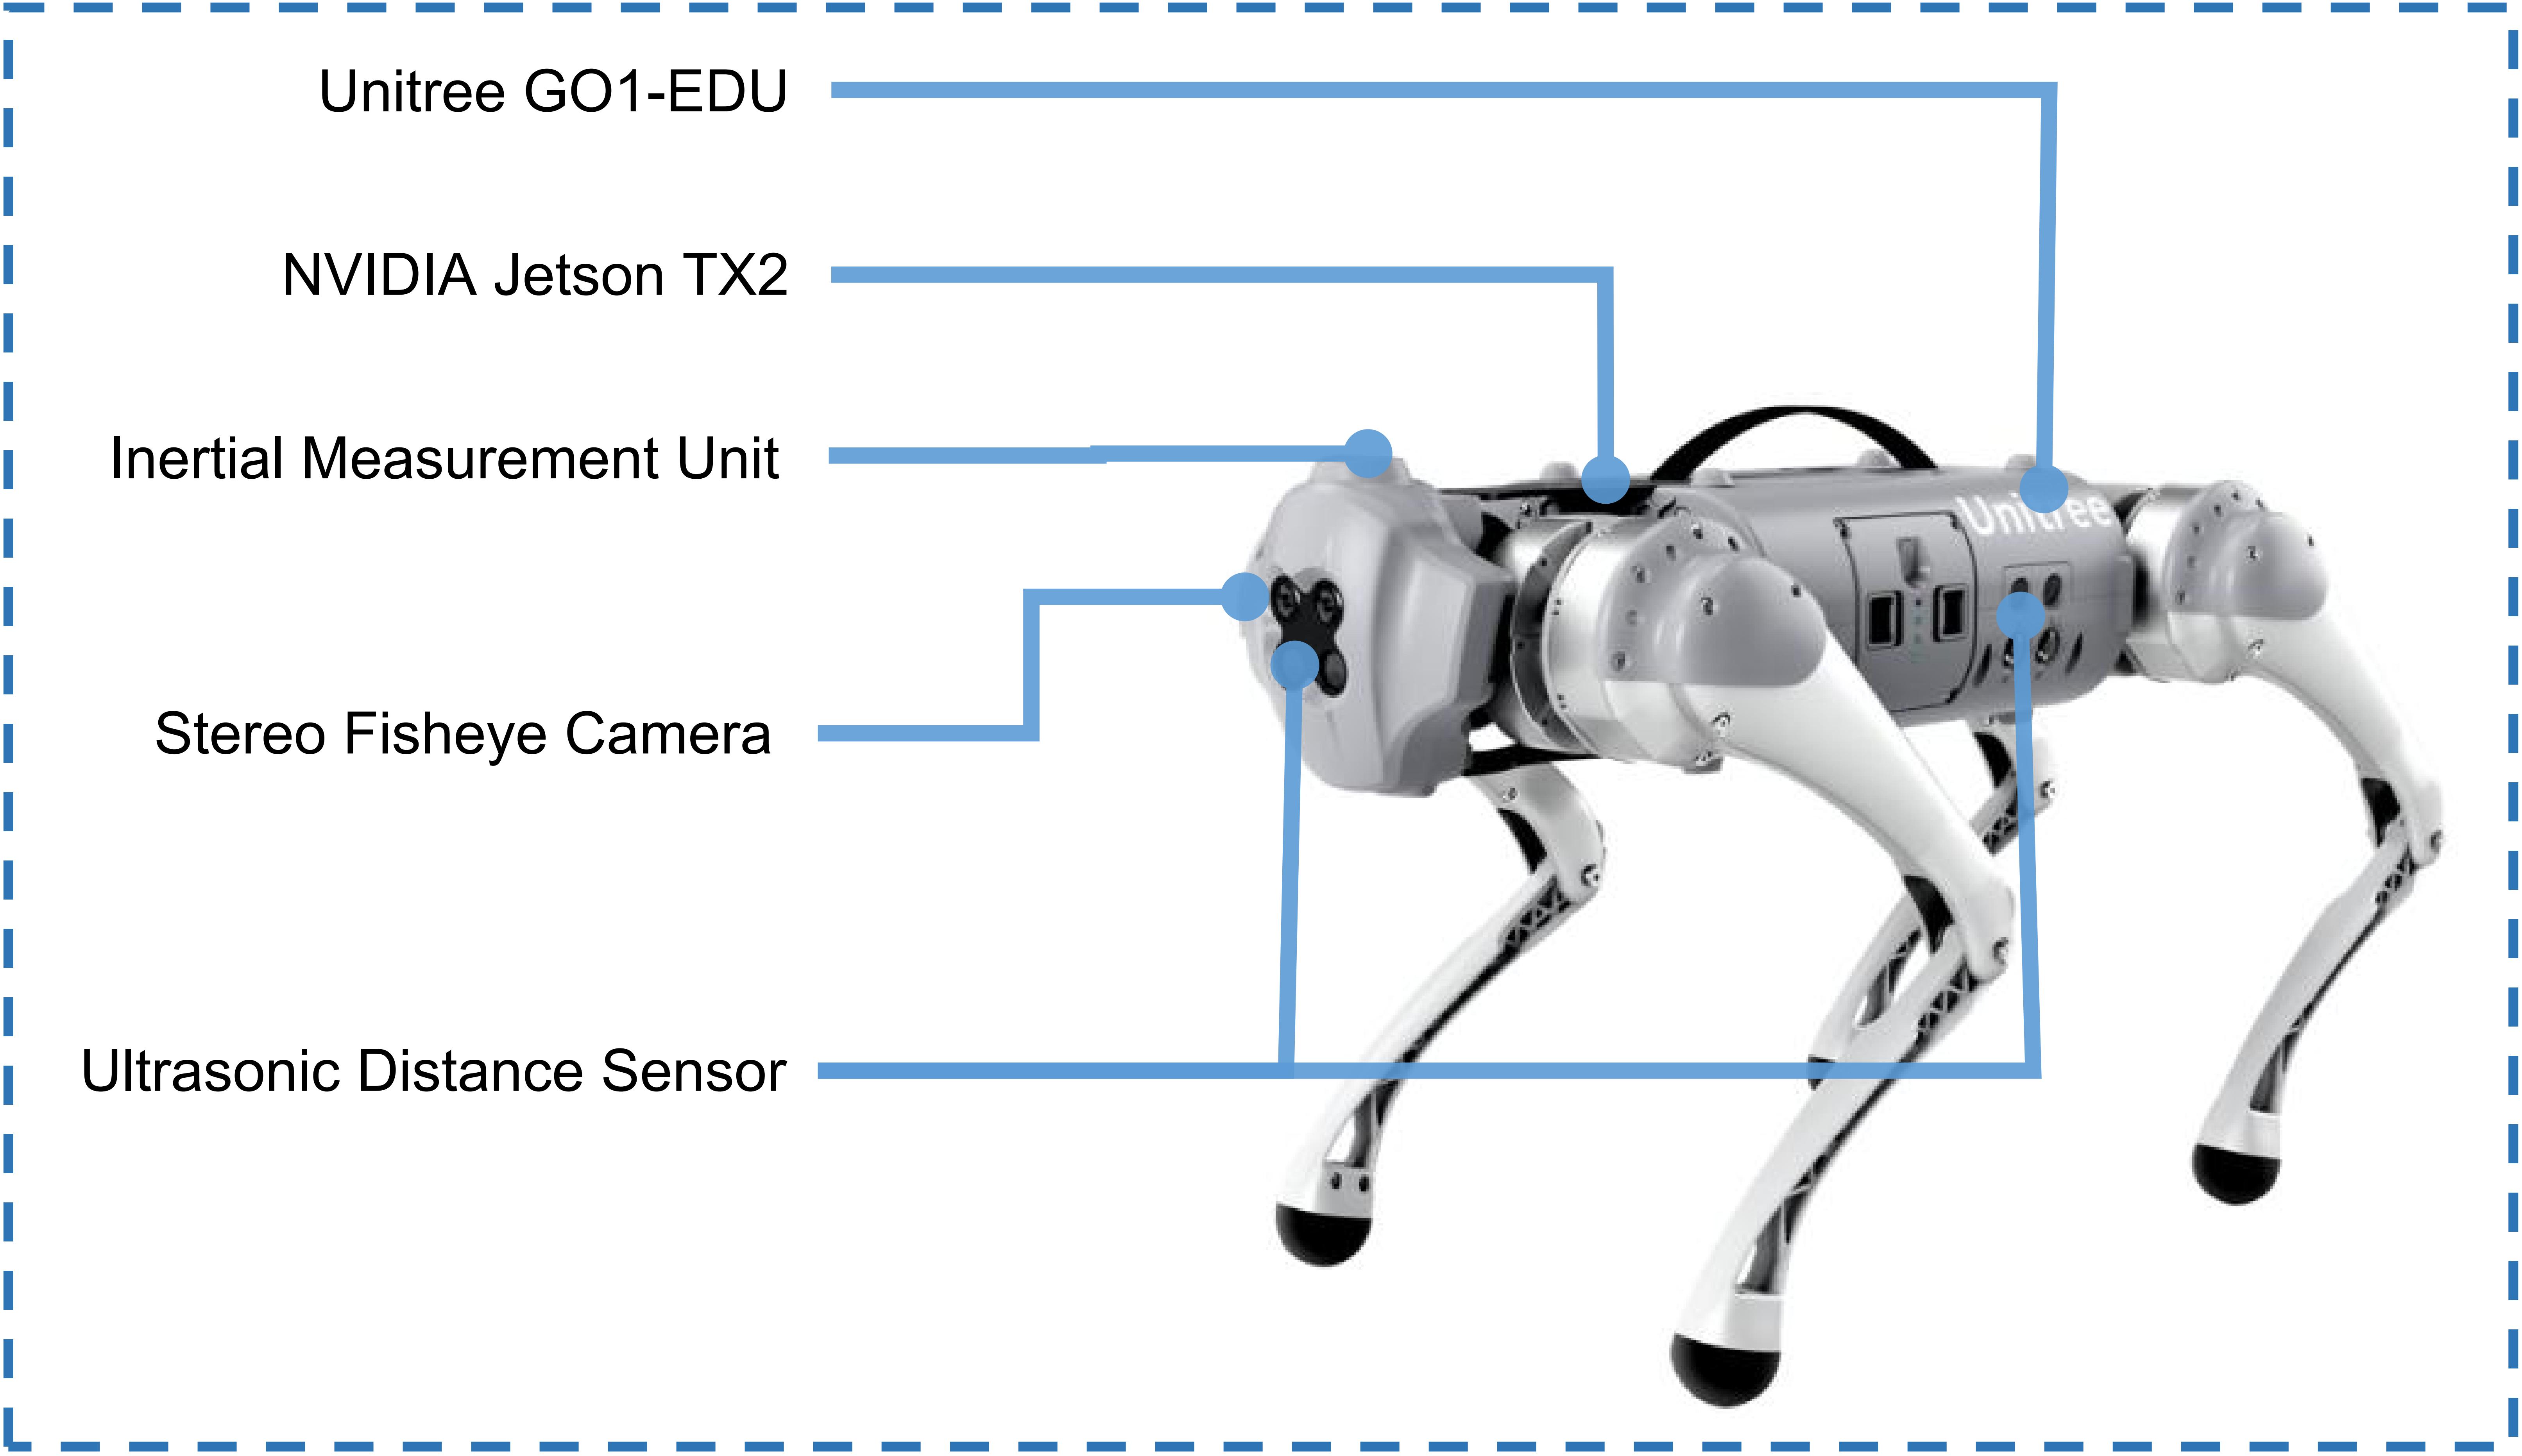 Unitree GO1-EDU
NVIDIA Jetson TX2
Inertial Measurement Unit
Unitree
Stereo Fisheye Camera
Ultrasonic Distance Sensor